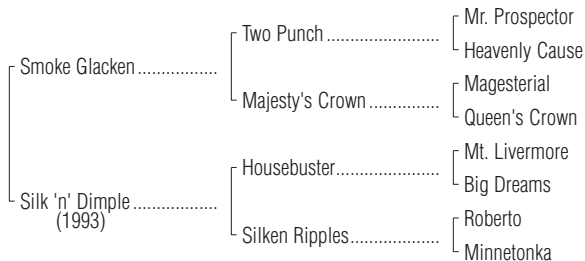 Mr. Prospector
Two Punch ......................
Heavenly Cause
Smoke Glacken ................
Magesterial
Majesty's Crown .............
Queen's Crown
Mt. Livermore
Housebuster....................
Big Dreams
Silk 'n' Dimple .................
(1993)
Roberto
Silken Ripples.................
Minnetonka